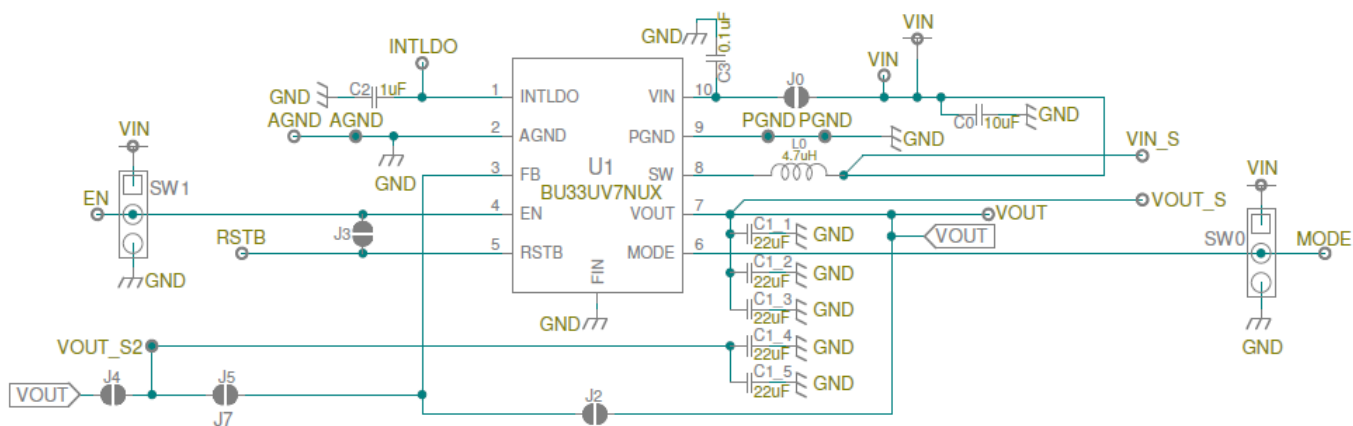 VIN
GND
0.1uF
C3
INTLDO
VIN
J0
C2 1uF
GND
1 INTLDO
VIN 10
C0 10uF
GND
AGND AGND
2 AGND
PGND 9
PGND PGND
GND
VIN
GND
L0
4.7uH
VIN_S
3 FB
U1
BU33UV7NUX
SW 8
VIN
SW1
EN
4 EN
VOUT 7
VOUT
VOUT_S
J3
C1_1
22uF
GND
VOUT
SW0
RSTB
5 RSTB
MODE 6
MODE
GND
FIN
C1_2
22uF
GND
C1_3
22uF
GND
GND
VOUT_S2
C1_4
22uF
GND
GND
C1_5
22uF
GND
VOUT
J4
J5
J7
J2